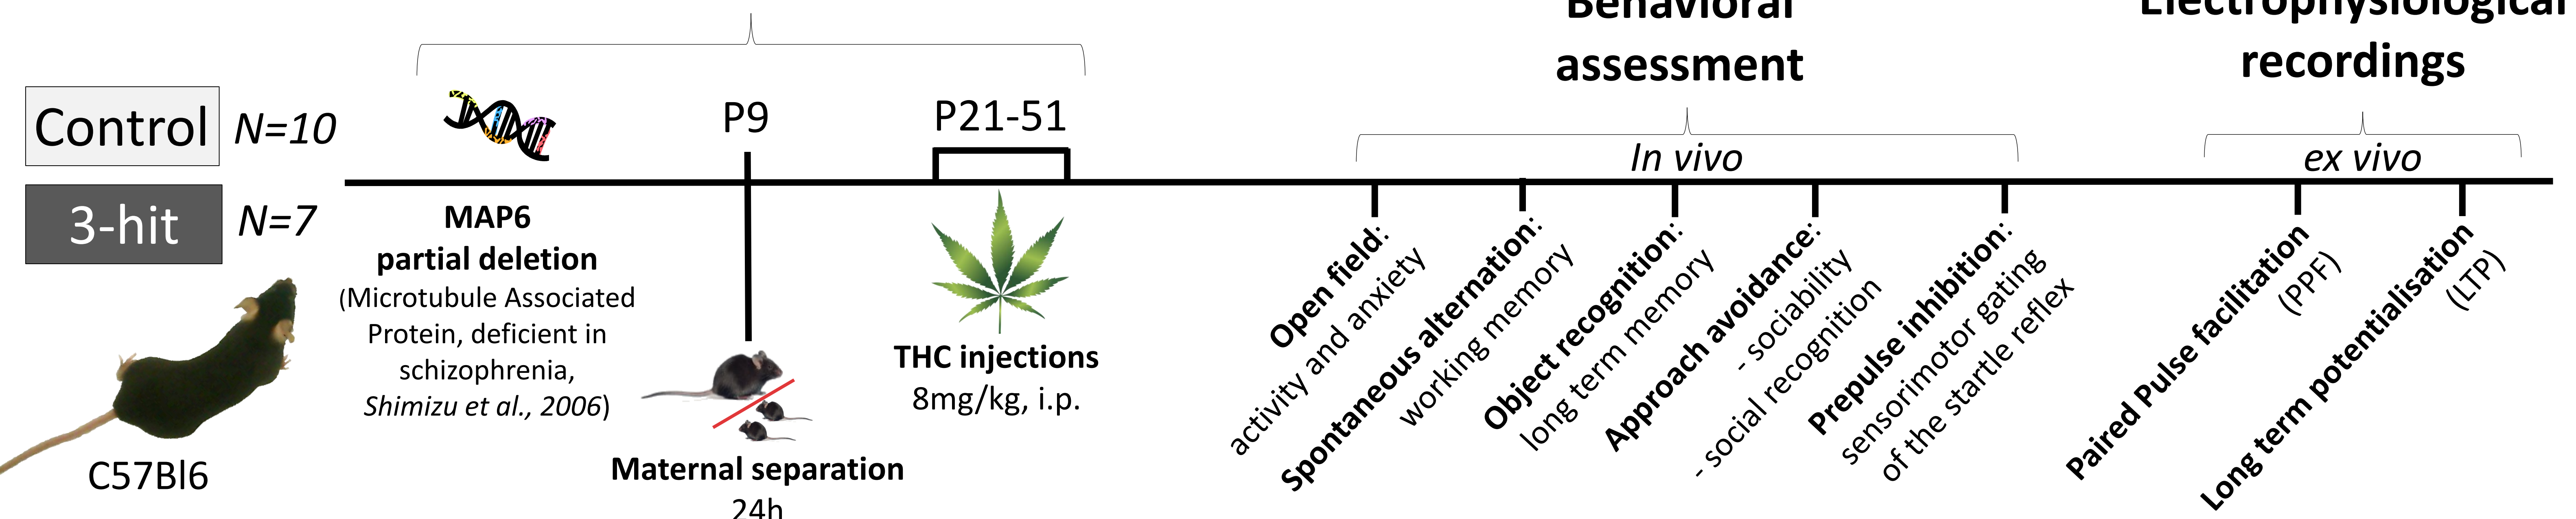 Behavioral
assessment
Electrophysiological
recordings
Control N=10
3-hit N=7
C57Bl6
P9
P21-51
In vivo
ex vivo
MAP6
partial deletion
(Microtubule Associated
Protein, deficient in
schizophrenia,
Shimizu et al., 2006)
Maternal separation
24h
THC injections
8mg/kg, i.p.
Open field:
activity and anxiety
Spontaneous alternation:
working memory
Object recognition:
long term memory
Approach avoidance:
- sociability
- social recognition
Prepulse inhibition:
sensorimotor gating
of the startle reflex
Paired Pulse facilitation
(PPF)
Long term potentialisation
(LTP)